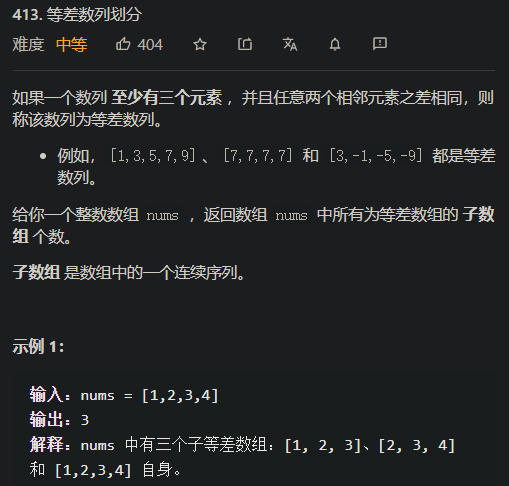 413. 等差数列划分
难度 中等 404
如果一个数列 至少有三个元素 ，并且任意两个相邻元素之差相同，则
称该数列为等差数列。
• 例如，[1,3,5,7,9] 、[7,7,7,7] 和 [3,-1,-5,-9] 都是等差
数列。
给你一个整数数组 nums ，返回数组 nums 中所有为等差数组的 子数
组 个数。
子数组 是数组中的一个连续序列。
示例 1：
输入：nums = [1,2,3,4]
输出：3
解释：nums 中有三个子等差数组：[1, 2, 3]、[2, 3, 4]
和 [1,2,3,4] 自身。